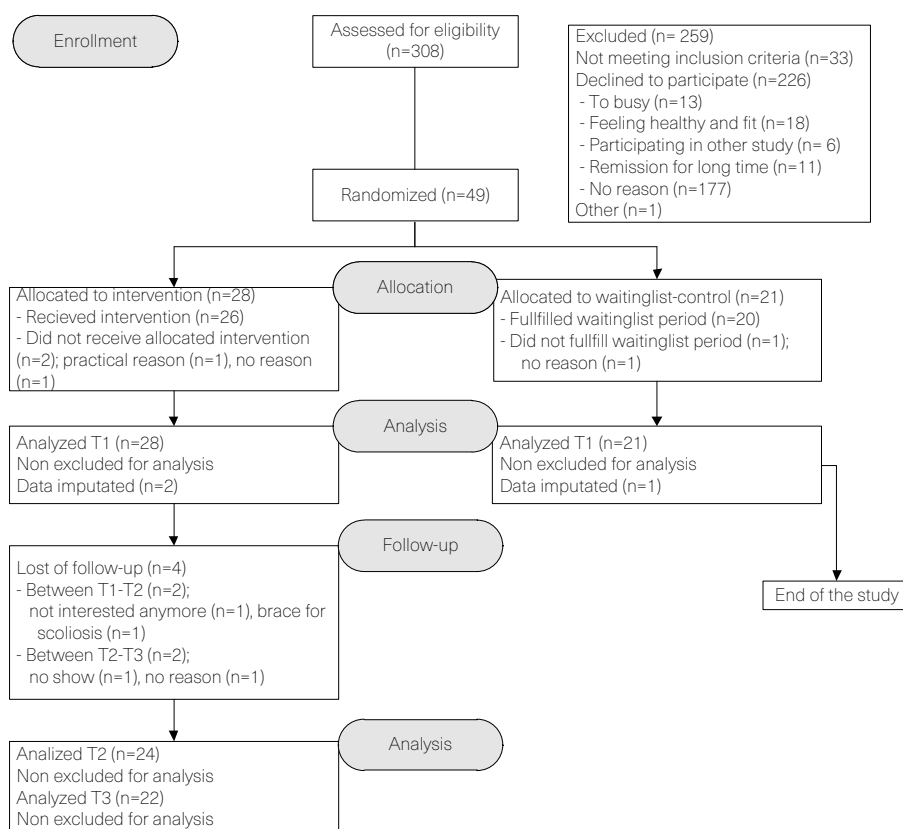 Enrollment
Assessed for eligibility
(n=308)
Excluded (n= 259)
Not meeting inclusion criteria (n=33)
Declined to participate (n=226)
- To busy (n=13)
- Feeling healthy and fit (n=18)
- Participating in other study (n= 6)
- Remission for long time (n=11)
- No reason (n=177)
Other (n=1)
Randomized (n=49)
Allocation
Allocated to intervention (n=28)
- Recieved intervention (n=26)
- Did not receive allocated intervention
(n=2); practical reason (n=1), no reason
(n=1)
Allocated to waitinglist-control (n=21)
- Fullfilled waitinglist period (n=20)
- Did not fullfill waitinglist period (n=1);
no reason (n=1)
Analysis
Analyzed T1 (n=28)
Non excluded for analysis
Data imputated (n=2)
Analyzed T1 (n=21)
Non excluded for analysis
Data imputated (n=1)
Follow-up
Lost of follow-up (n=4)
- Between T1-T2 (n=2);
not interested anymore (n=1), brace for
scoliosis (n=1)
- Between T2-T3 (n=2);
no show (n=1), no reason (n=1)
End of the study
Analysis
Analized T2 (n=24)
Non excluded for analysis
Analyzed T3 (n=22)
Non excluded for analysis